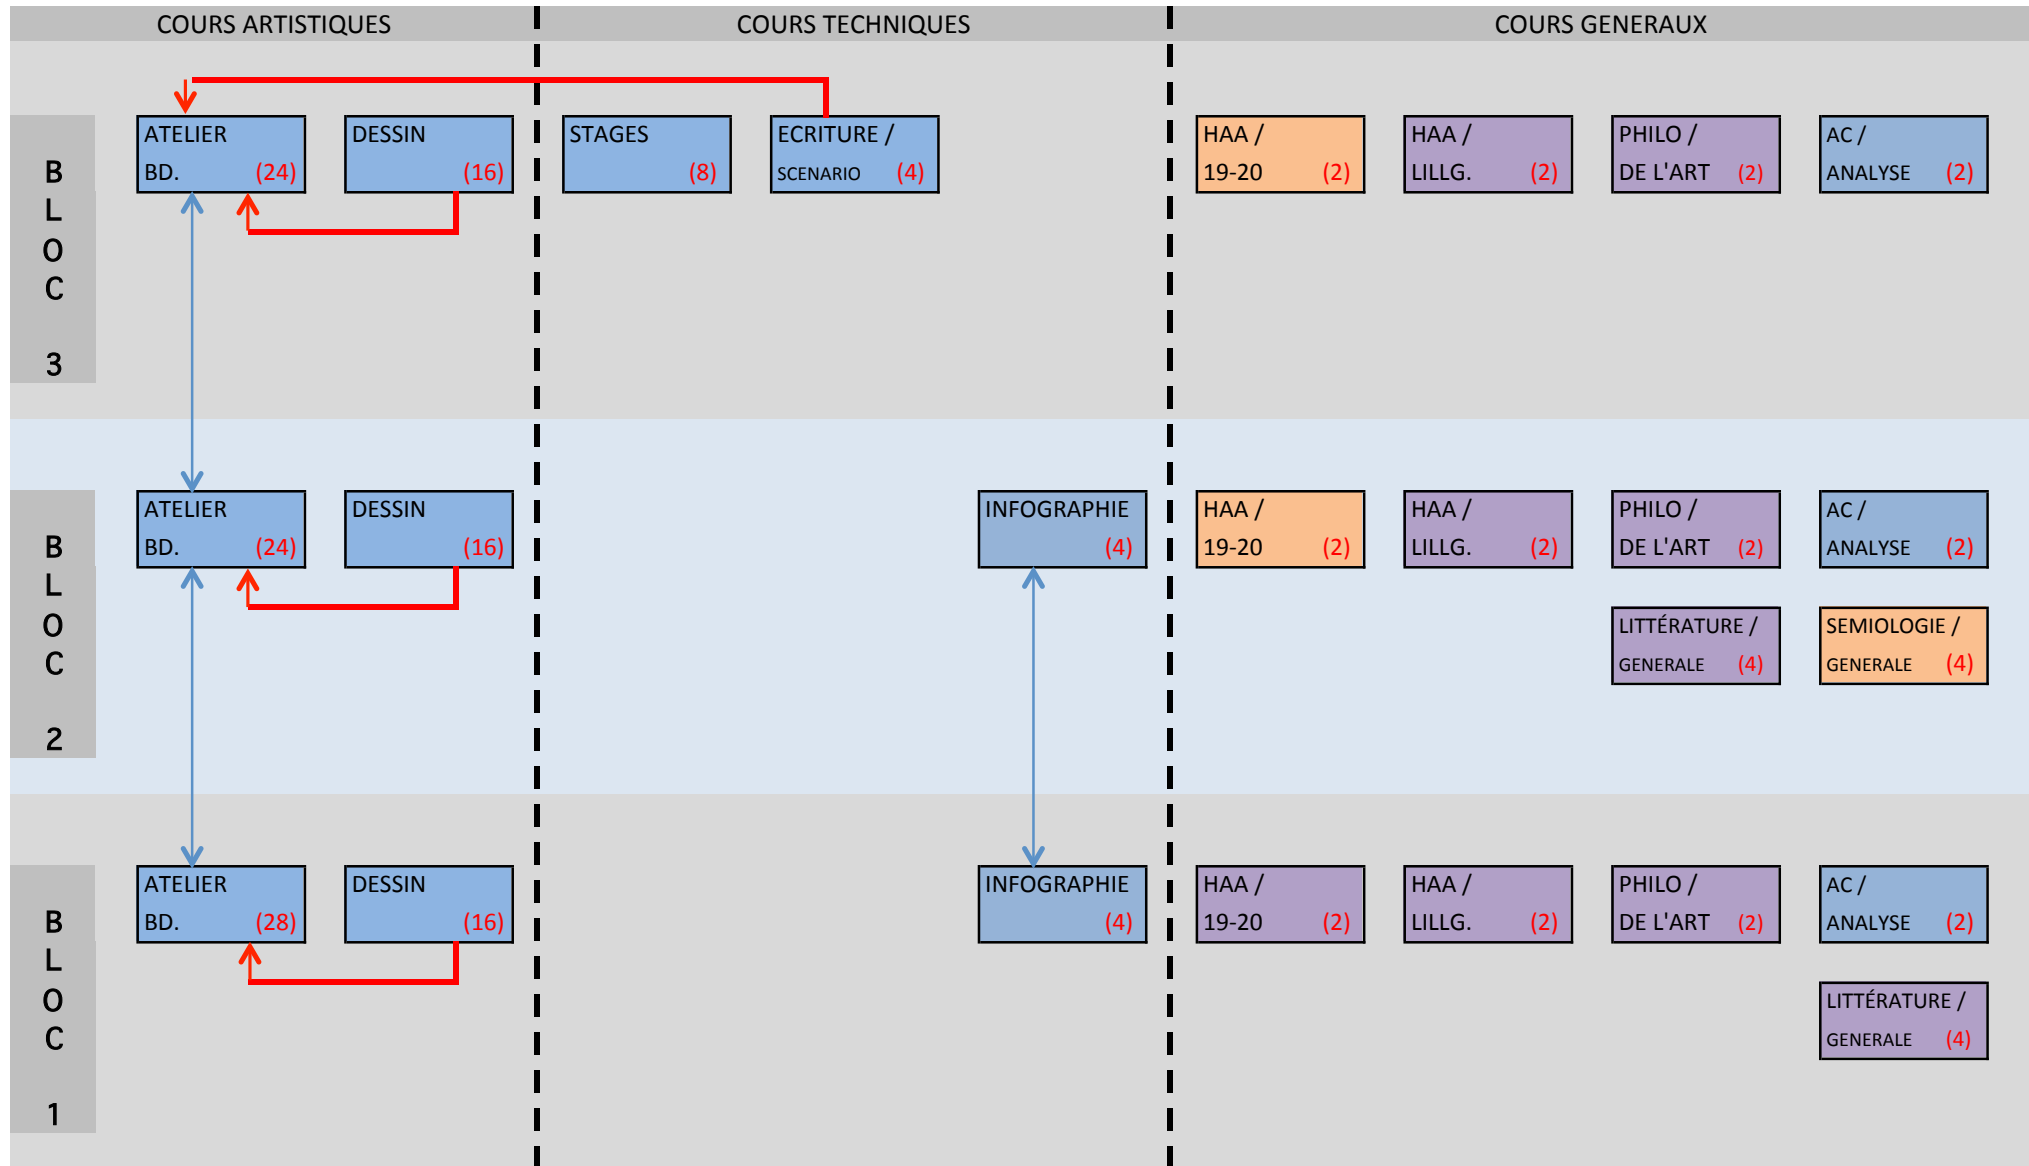 COURS ARTISTIQUES COURS TECHNIQUES COURS GENERAUX
BLOC 3
ATELIER
BD. (24)
DESSIN
(16)
STAGES
(8)
ECRITURE /
SCENARIO (4)
HAA /
19-20 (2)
HAA /
LILLG. (2)
PHILO /
DE L'ART (2)
AC /
ANALYSE (2)
BLOC 2
ATELIER
BD. (24)
DESSIN
(16)
INFOGRAPHIE
(4)
HAA /
19-20 (2)
HAA /
LILLG. (2)
PHILO /
DE L'ART (2)
AC /
ANALYSE (2)
LITTÉRATURE /
GENERALE (4)
SEMIOLOGIE /
GENERALE (4)
BLOC 1
ATELIER
BD. (28)
DESSIN
(16)
INFOGRAPHIE
(4)
HAA /
19-20 (2)
HAA /
LILLG. (2)
PHILO /
DE L'ART (2)
AC /
ANALYSE (2)
LITTÉRATURE /
GENERALE (4)